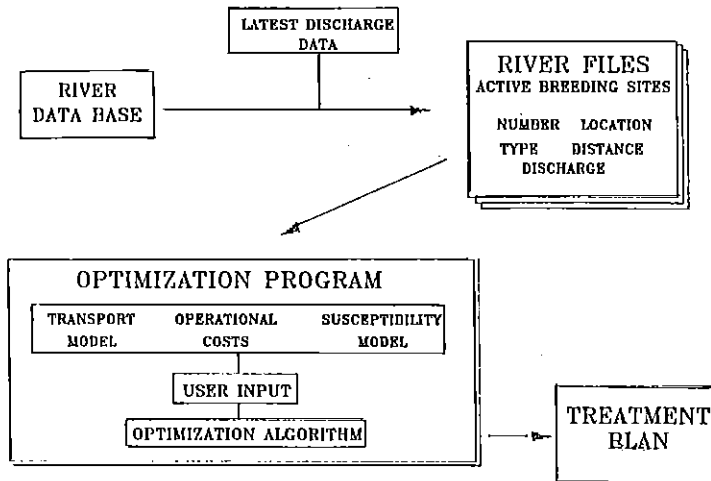 LATEST DISCHARGE
DATA
RIVER
DATA BASE
RIVER FILES
ACTIVE BREEDING SITES
NUMBER LOCATION
TYPE DISTANCE
DISCHARGE
OPTIMIZATION PROGRAM
TRANSPORT OPERATIONAL SUSCEPTIDILITY
MODEL COSTS MODEL
USER INPUT
OPTIMIZATION ALGORITHM
TREATMENT
BLAN